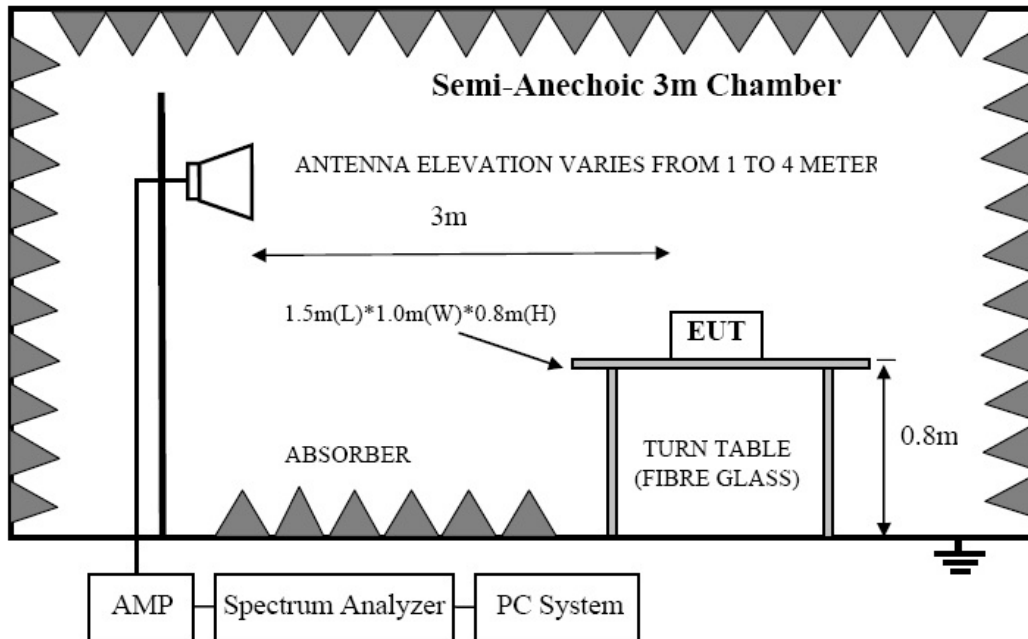 Semi-Anechoic 3m Chamber
ANTENNA ELEVATION VARIES FROM 1 TO 4 METER
3m
1.5m(L)*1.0m(W)*0.8m(H)
EUT
0.8m
ABSORBER
TURN TABLE
(FIBRE GLASS)
AMP
Spectrum Analyzer
PC System